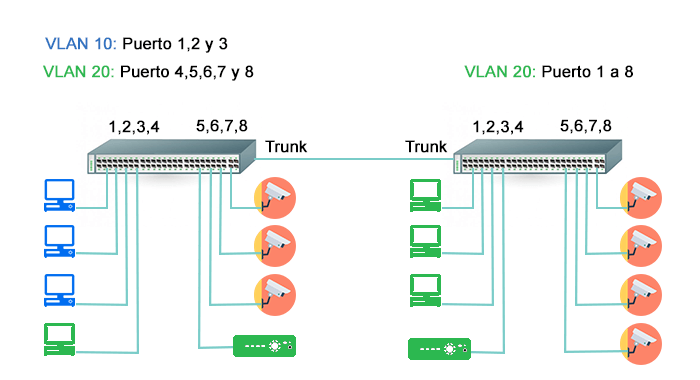 VLAN 10: Puerto 1,2 y 3
VLAN 20: Puerto 4,5,6,7 y 8
VLAN 20: Puerto 1 a 8
1,2,3,4
5,6,7,8
1,2,3,4
5,6,7,8
Trunk
Trunk